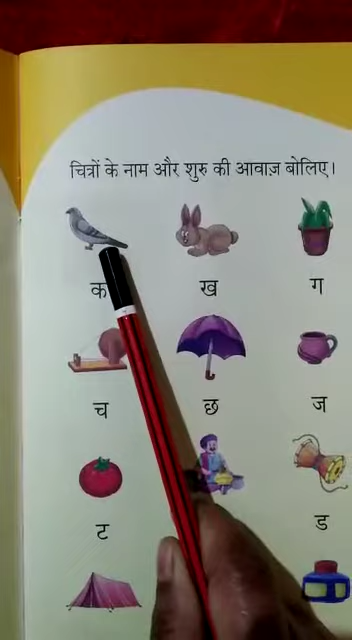 चित्रों के नाम और शुरु की आवाज़ बोलिए।
क ख ग
च छ ज
ट ड